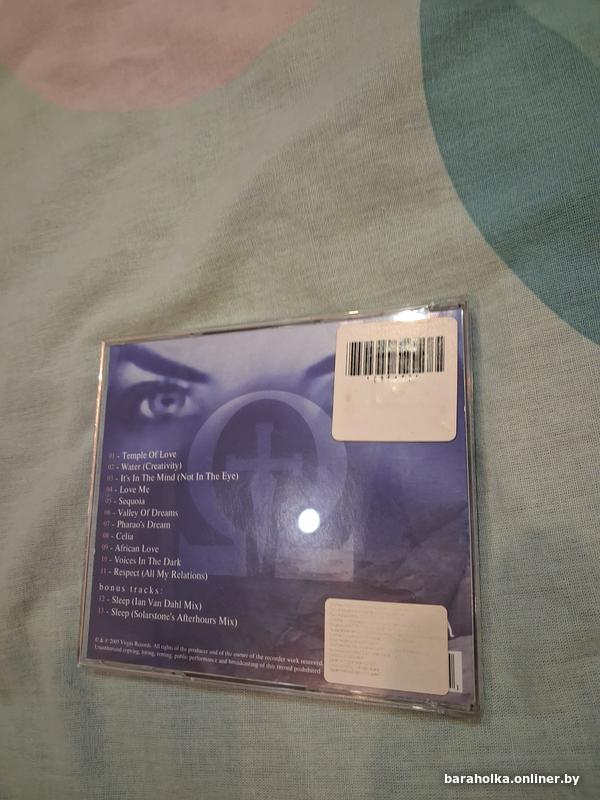 01 - Temple Of Love
02 - Water (Creativity)
03 - It's In The Mind (Not In The Eye)
04 - Love Me
05 - Sequoia
06 - Valley Of Dreams
07 - Pharao's Dream
08 - Celia
09 - African Love
10 - Voices In The Dark
11 - Respect (All My Relations)
bonus tracks:
12 - Sleep (Ian Van Dahl Mix)
13 - Sleep (Solarstone's Afterhours Mix)
© & ℗ 2005 Virgin Records. All rights of the producer and of the owner of the recorder work reserved.
Unauthorized copying, hiring, renting, public performance and broadcasting of this record prohibited
baraholka.onliner.by